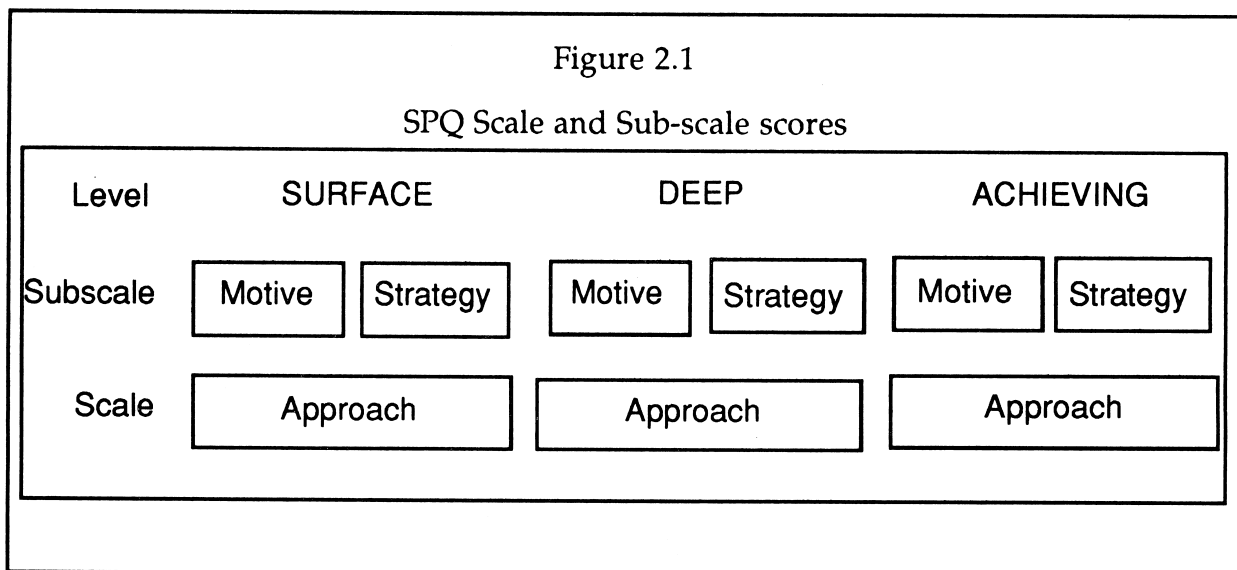 Figure 2.1
SPQ Scale and Sub-scale scores
Level SURFACE DEEP ACHIEVING
Subscale Motive Strategy Motive Strategy Motive Strategy
Scale Approach Approach Approach